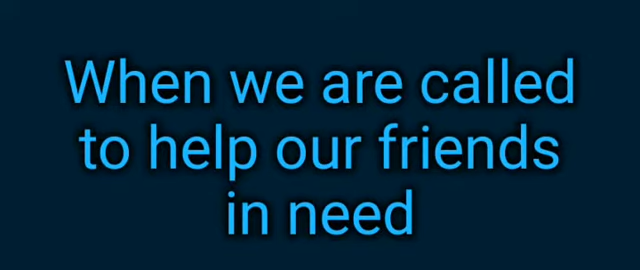 When we are called
to help our friends
in need